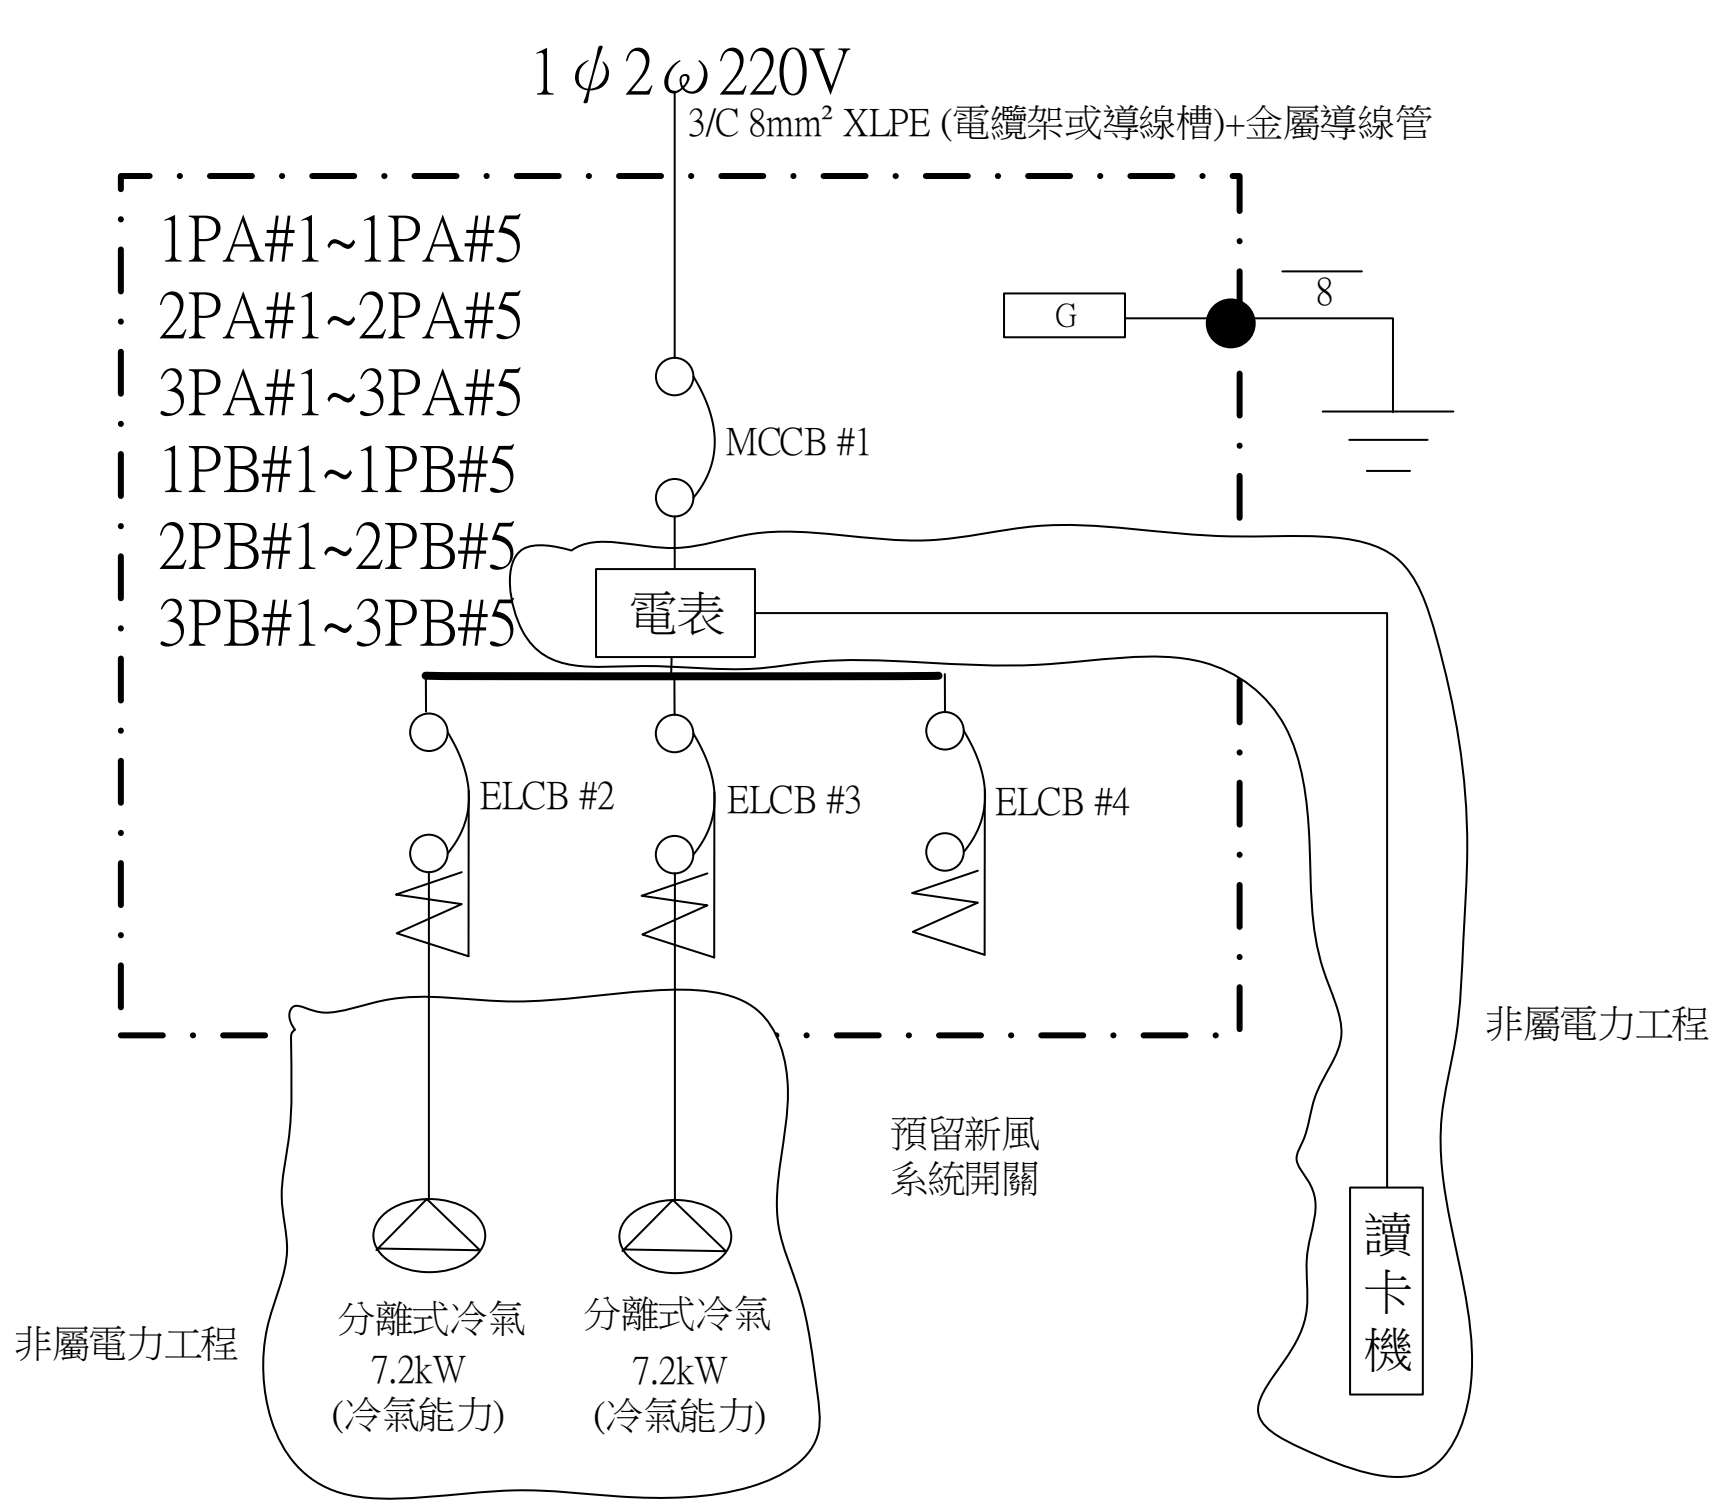 1ψ2ω220V
3/C 8mm² XLPE (電纜架或導線槽)+金屬導線管
1PA#1~1PA#5
2PA#1~2PA#5
3PA#1~3PA#5
1PB#1~1PB#5
2PB#1~2PB#5
3PB#1~3PB#5
G
8
MCCB #1
電表
ELCB #2
ELCB #3
ELCB #4
非屬電力工程
預留新風
系統開關
讀
卡
機
非屬電力工程
分離式冷氣
7.2kW
(冷氣能力)
分離式冷氣
7.2kW
(冷氣能力)